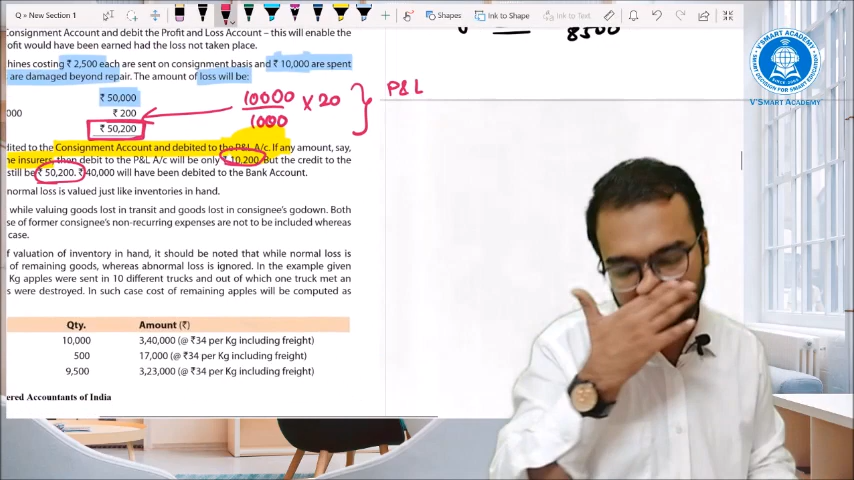 Q » New Section 1
Shapes
Ink to Shape
Ink to Text
8500
V'SMART ACADEMY
Consignment Account and debit the Profit and Loss Account – this will enable the
ofit would have been earned had the loss not taken place.
hines costing ₹ 2,500 each are sent on consignment basis and ₹ 10,000 are spent
are damaged beyond repair. The amount of loss will be:
₹ 50,000
000 ₹ 200
₹ 50,200
10000
1000
× 20
P&L
dited to the Consignment Account and debited to the P&L A/c. If any amount, say,
he insurers, then debit to the P&L A/c will be only ₹ 10,200. But the credit to the
still be ₹ 50,200. ₹ 40,000 will have been debited to the Bank Account.
normal loss is valued just like inventories in hand.
while valuing goods lost in transit and goods lost in consignee's godown. Both
se of former consignee's non-recurring expenses are not to be included whereas
case.
f valuation of inventory in hand, it should be noted that while normal loss is
of remaining goods, whereas abnormal loss is ignored. In the example given
Kg apples were sent in 10 different trucks and out of which one truck met an
s were destroyed. In such case cost of remaining apples will be computed as
Qty. Amount (₹)
10,000 3,40,000 (@ ₹34 per Kg including freight)
500 17,000 (@ ₹34 per Kg including freight)
9,500 3,23,000 (@ ₹34 per Kg including freight)
ered Accountants of India